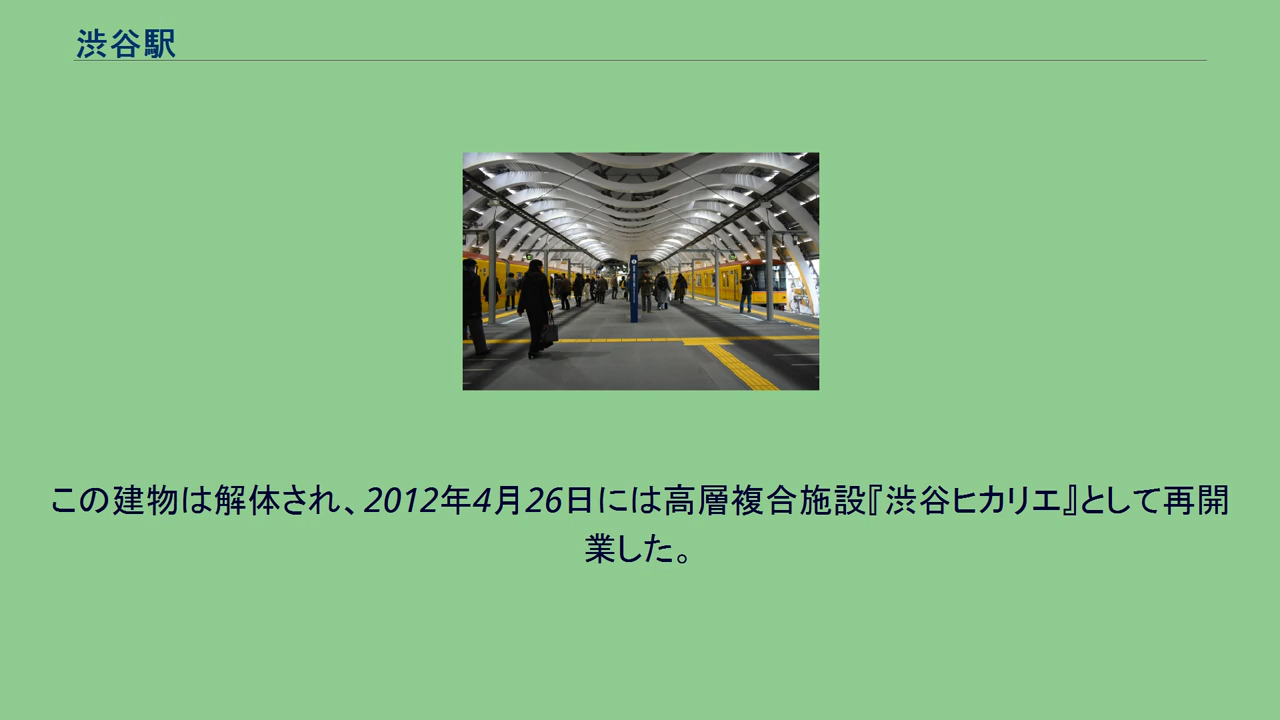 渋谷駅
この建物は解体され、2012年4月26日には高層複合施設『渋谷ヒカリエ』として再開
業した。